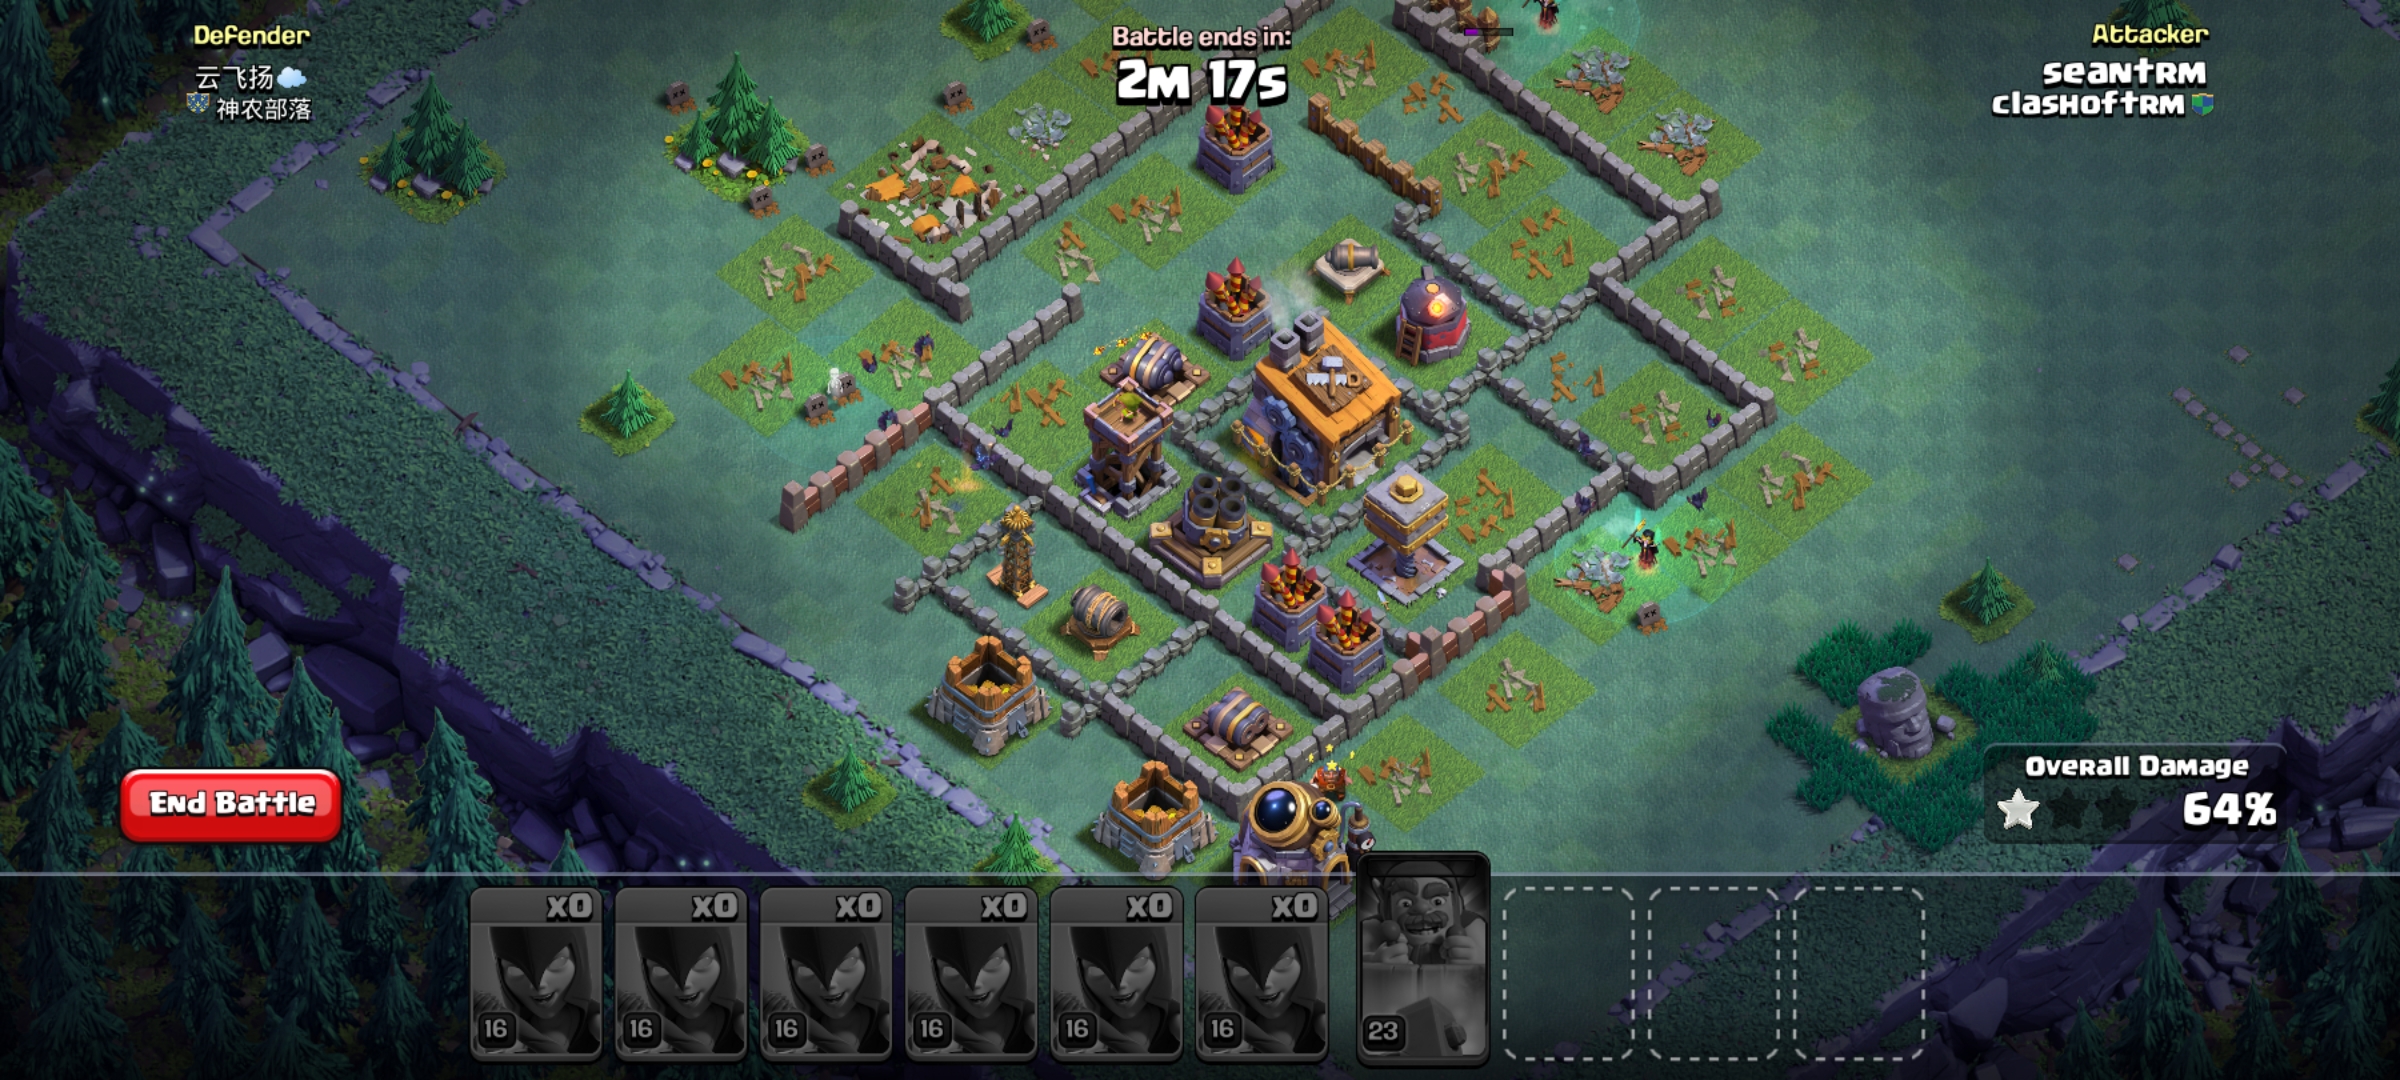 Defender
云飞扬☁️
神农部落
Battle ends in:
2M 17s
Attacker
seantRM
clashoftRM
End Battle
Overall Damage
64%
x0 x0 x0 x0 x0 x0
16 16 16 16 16 16 23